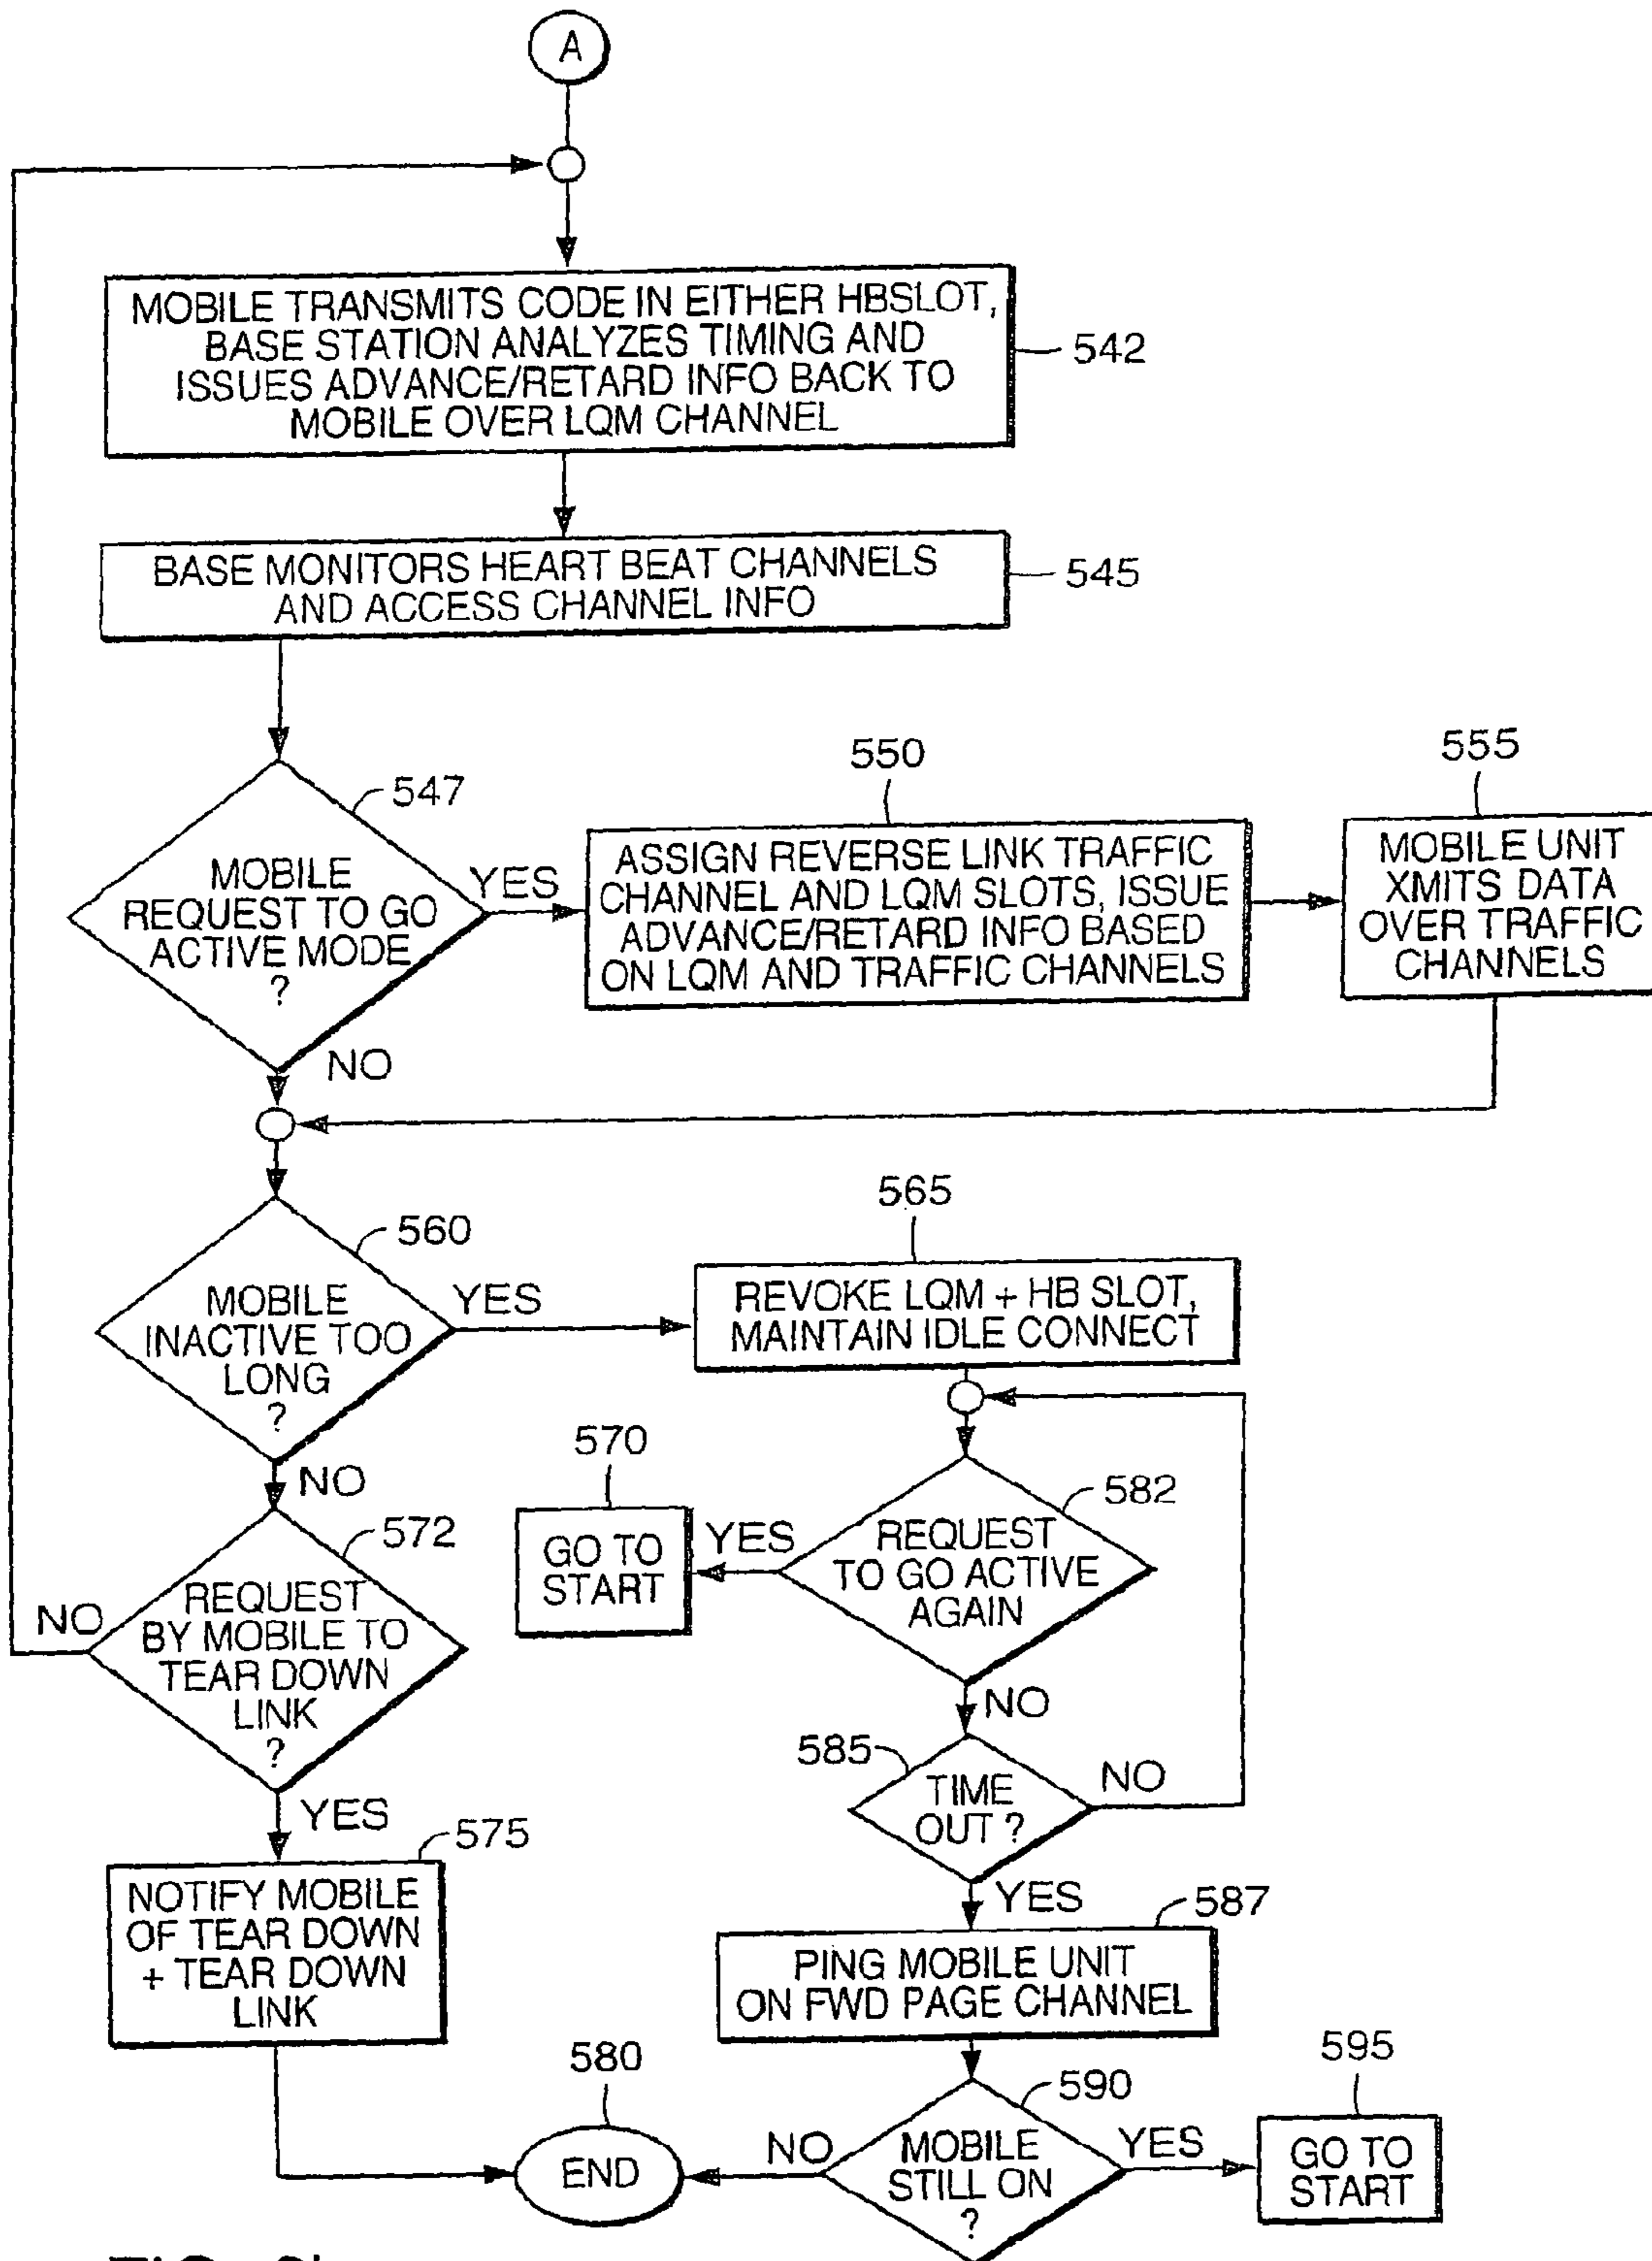 A
MOBILE TRANSMITS CODE IN EITHER HBSLOT,
BASE STATION ANALYZES TIMING AND
ISSUES ADVANCE/RETARD INFO BACK TO
MOBILE OVER LQM CHANNEL
542
BASE MONITORS HEART BEAT CHANNELS
AND ACCESS CHANNEL INFO
545
547
MOBILE
REQUEST TO GO
ACTIVE MODE
?
YES
NO
550
ASSIGN REVERSE LINK TRAFFIC
CHANNEL AND LQM SLOTS, ISSUE
ADVANCE/RETARD INFO BASED
ON LQM AND TRAFFIC CHANNELS
555
MOBILE UNIT
XMITS DATA
OVER TRAFFIC
CHANNELS
560
MOBILE
INACTIVE TOO
LONG
?
YES
NO
565
REVOKE LQM + HB SLOT,
MAINTAIN IDLE CONNECT
570
GO TO
START
YES
582
REQUEST
TO GO ACTIVE
AGAIN
NO
572
REQUEST
BY MOBILE TO
TEAR DOWN
LINK
?
NO
YES
585
TIME
OUT ?
NO
YES
575
NOTIFY MOBILE
OF TEAR DOWN
+ TEAR DOWN
LINK
587
PING MOBILE UNIT
ON FWD PAGE CHANNEL
580
END
NO
590
MOBILE
STILL ON
?
YES
595
GO TO
START